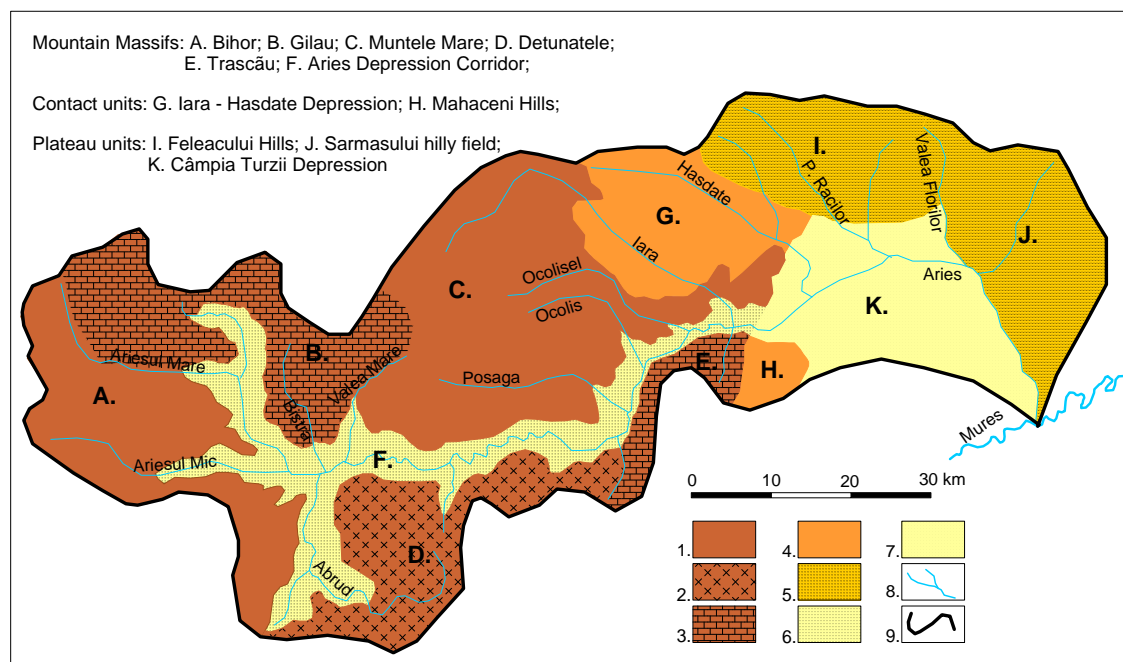 Mountain Massifs: A. Bihor; B. Gilau; C. Muntele Mare; D. Detunatele;
E. Trascãu; F. Aries Depression Corridor;
Contact units: G. Iara - Hasdate Depression; H. Mahaceni Hills;
Plateau units: I. Feleacului Hills; J. Sarmasului hilly field;
K. Câmpia Turzii Depression
I.
Hasdate
P. Racilor
Valea Florilor
G.
J.
Iara
Ocolisel
Aries
C.
Ocolis
K.
B.
Ariesul Mare
Valea Mare
E.
H.
Posaga
A.
Bistra
Mures
Ariesul Mic
F.
0 10 20 30 km
D.
Abrud
1. 4. 7.
2. 5. 8.
3. 6. 9.